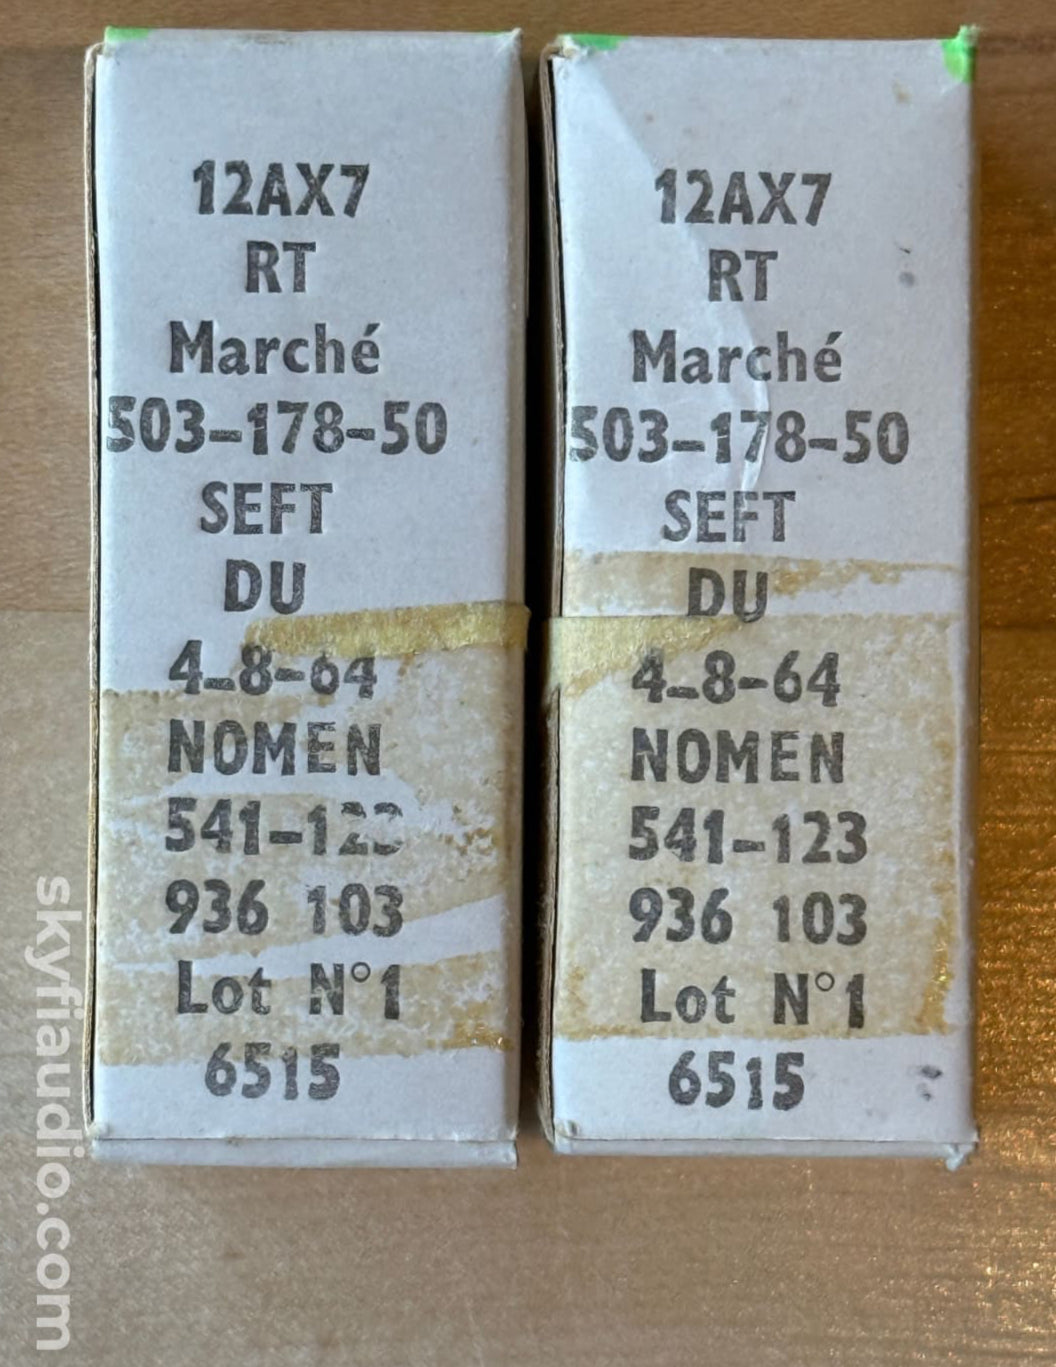 12AX7
RT
Marché
503-178-50
SEFT
DU
4-8-64
NOMEN
541-123
936 103
Lot N°1
6515
12AX7
RT
Marché
503-178-50
SEFT
DU
4-8-64
NOMEN
541-123
936 103
Lot N°1
6515
skyfiaudio.com